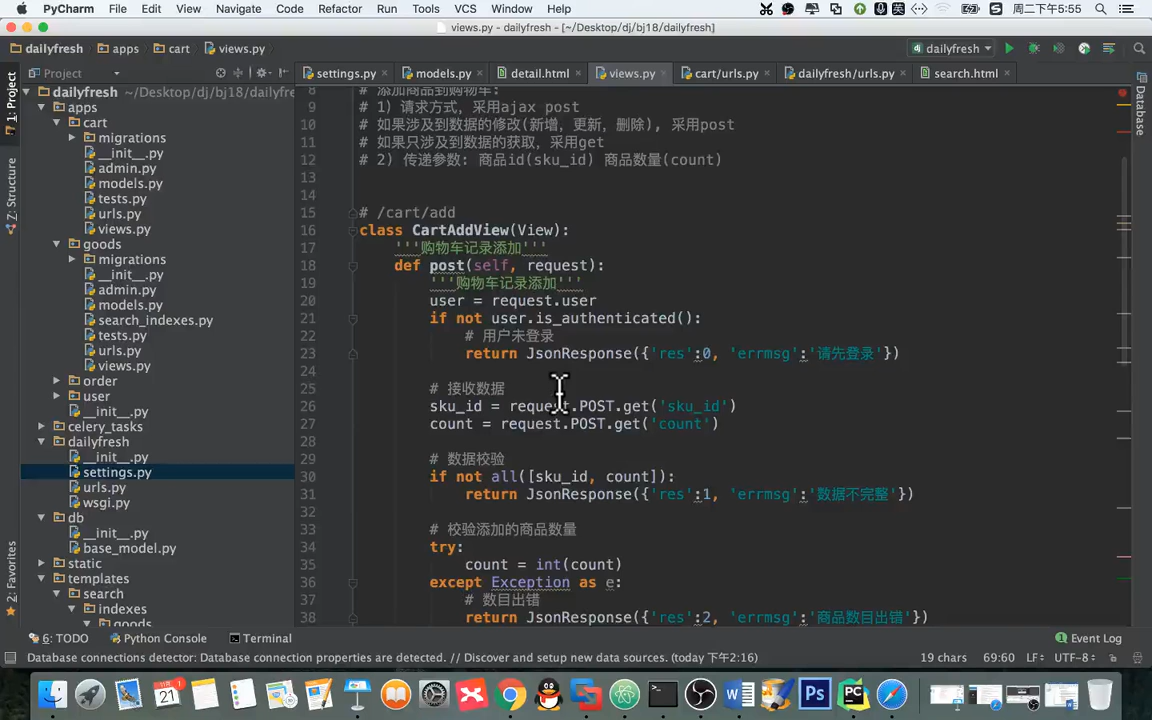 PyCharm File Edit View Navigate Code Refactor Run Tools VCS Window Help 周二下午5:55
views.py - dailyfresh - [~/Desktop/dj/bj18/dailyfresh]
dailyfresh apps cart views.py dailyfresh
Project
settings.py models.py detail.html views.py cart/urls.py dailyfresh/urls.py search.html
1: Project
Z: Structure
2: Favorites
Database
dailyfresh ~/Desktop/dj/bj18/dailyfre
apps
cart
migrations
__init__.py
admin.py
models.py
tests.py
urls.py
views.py
goods
migrations
__init__.py
admin.py
models.py
search_indexes.py
tests.py
urls.py
views.py
order
user
__init__.py
celery_tasks
dailyfresh
__init__.py
settings.py
urls.py
wsgi.py
db
__init__.py
base_model.py
static
templates
search
indexes
goods
8 # 添加商品到购物车:
9 # 1) 请求方式，采用ajax post
10 # 如果涉及到数据的修改(新增，更新，删除), 采用post
11 # 如果只涉及到数据的获取，采用get
12 # 2) 传递参数: 商品id(sku_id) 商品数量(count)
13
14
15 # /cart/add
16 class CartAddView(View):
17 '''购物车记录添加'''
18 def post(self, request):
19 '''购物车记录添加'''
20 user = request.user
21 if not user.is_authenticated():
22 # 用户未登录
23 return JsonResponse({'res':0, 'errmsg':'请先登录'})
24
25 # 接收数据
26 sku_id = request.POST.get('sku_id')
27 count = request.POST.get('count')
28
29 # 数据校验
30 if not all([sku_id, count]):
31 return JsonResponse({'res':1, 'errmsg':'数据不完整'})
32
33 # 校验添加的商品数量
34 try:
35 count = int(count)
36 except Exception as e:
37 # 数目出错
38 return JsonResponse({'res':2, 'errmsg':'商品数目出错'})
6: TODO Python Console Terminal 1 Event Log
Database connections detector: Database connection properties are detected. // Discover and setup new data sources. (today 下午2:16) 19 chars 69:60 LF÷ UTF-8÷
21 Ps PC